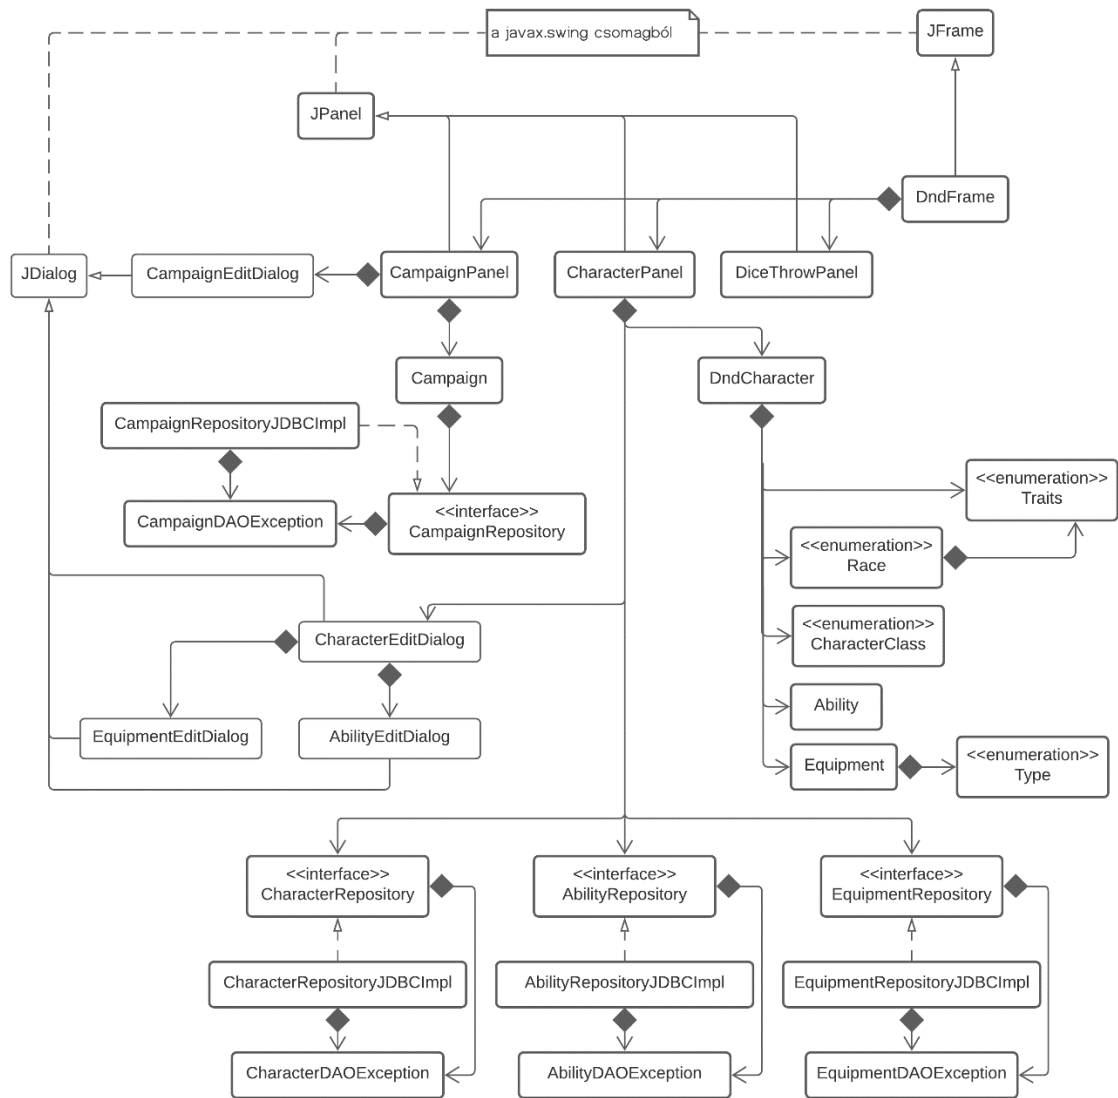 a javax.swing csomagból
JFrame
JPanel
DndFrame
JDialog
CampaignEditDialog
CampaignPanel
CharacterPanel
DiceThrowPanel
Campaign
DndCharacter
CampaignRepositoryJDBCImpl
<<enumeration>>
Traits
CampaignDAOException
<<interface>>
CampaignRepository
<<enumeration>>
Race
<<enumeration>>
CharacterClass
CharacterEditDialog
Ability
EquipmentEditDialog
AbilityEditDialog
Equipment
<<enumeration>>
Type
<<interface>>
CharacterRepository
<<interface>>
AbilityRepository
<<interface>>
EquipmentRepository
CharacterRepositoryJDBCImpl
AbilityRepositoryJDBCImpl
EquipmentRepositoryJDBCImpl
CharacterDAOException
AbilityDAOException
EquipmentDAOException